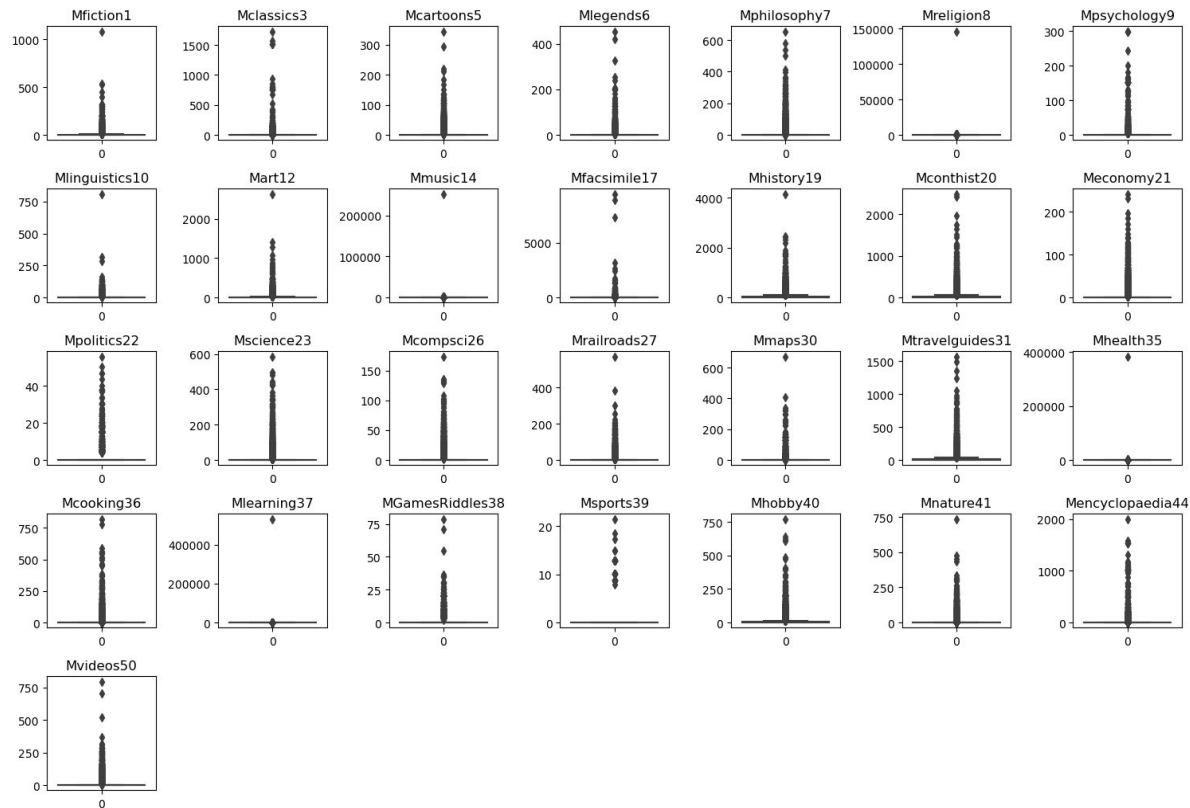 Mfiction1 Mclassics3 Mcartoons5 Mlegends6 Mphilosophy7 Mreligion8 Mpsychology9
1000 1500 300 400 600 150000 300
500 1000 200 200 400 100000 200
0 500 100 0 200 50000 100
0 0 0 0 0
0 0 0 0 0 0 0
Mlinguistics10 Mart12 Mmusic14 Mfacsimile17 Mhistory19 Mconthist20 Meconomy21
750 2000 200000 5000 4000 2000 200
500 1000 100000 0 2000 1000 100
250 0 0 0 0 0
0
0 0 0 0 0 0 0
Mpolitics22 Mscience23 Mcompsci26 Mrailroads27 Mmaps30 Mtravelguides31 Mhealth35
40 600 150 400 600 1500 400000
20 400 100 200 400 1000 200000
0 200 50 0 200 500 0
0 0 0 0
0 0 0 0 0 0 0
Mcooking36 Mlearning37 MGamesRiddles38 Msports39 Mhobby40 Mnature41 Mencyclopaedia44
750 400000 75 20 750 750 2000
500 200000 50 10 500 500 1000
250 0 25 0 250 250 0
0 0 0 0
0 0 0 0 0 0 0
Mvideos50
750
500
250
0
0